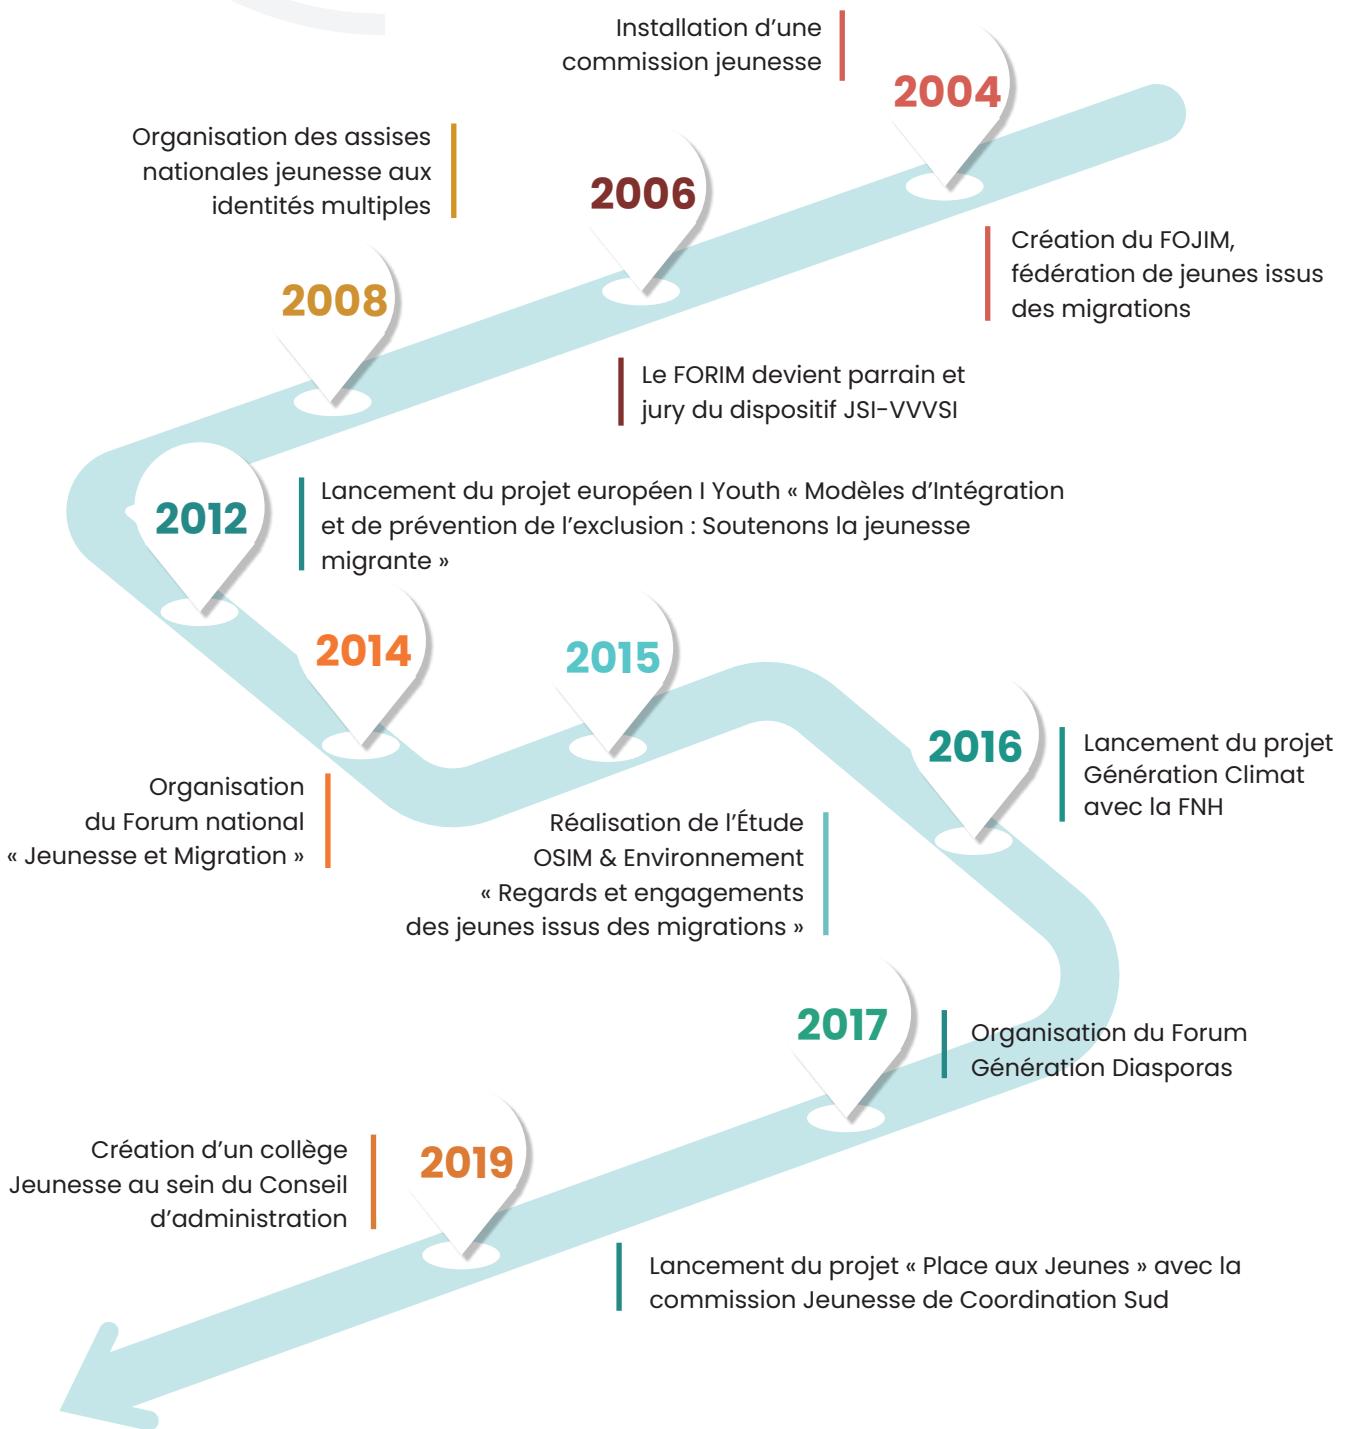 Installation d’une
commission jeunesse
2004
Création du FOJIM,
fédération de jeunes issus
des migrations
2006
Le FORIM devient parrain et
jury du dispositif JSI-VVVSI
Organisation des assises
nationales jeunesse aux
identités multiples
2008
2012
Lancement du projet européen I Youth « Modèles d’Intégration
et de prévention de l’exclusion : Soutenons la jeunesse
migrante »
2014
Organisation
du Forum national
« Jeunesse et Migration »
2015
Réalisation de l’Étude
OSIM & Environnement
« Regards et engagements
des jeunes issus des migrations »
2016
Lancement du projet
Génération Climat
avec la FNH
2017
Organisation du Forum
Génération Diasporas
Création d’un collège
Jeunesse au sein du Conseil
d’administration
2019
Lancement du projet « Place aux Jeunes » avec la
commission Jeunesse de Coordination Sud